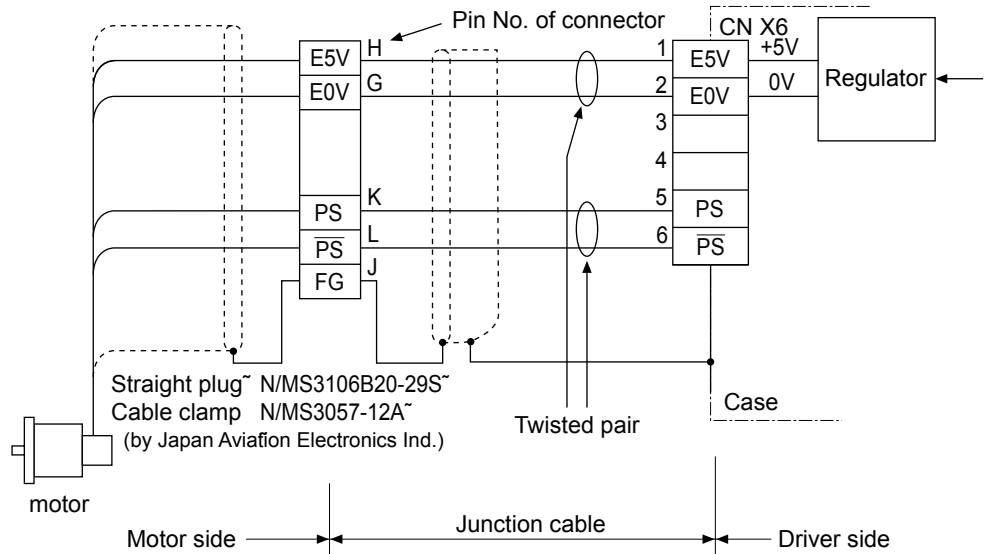 Pin No. of connector
CN X6
E5V
H
1
E5V
+5V
Regulator
E0V
G
2
E0V
0V
3
4
PS
K
5
PS
PS
L
6
PS
FG
J
Straight plug˜ N/MS3106B20-29S˜
Cable clamp N/MS3057-12A˜
(by Japan Aviation Electronics Ind.)
Twisted pair
Case
motor
Motor side
Junction cable
Driver side